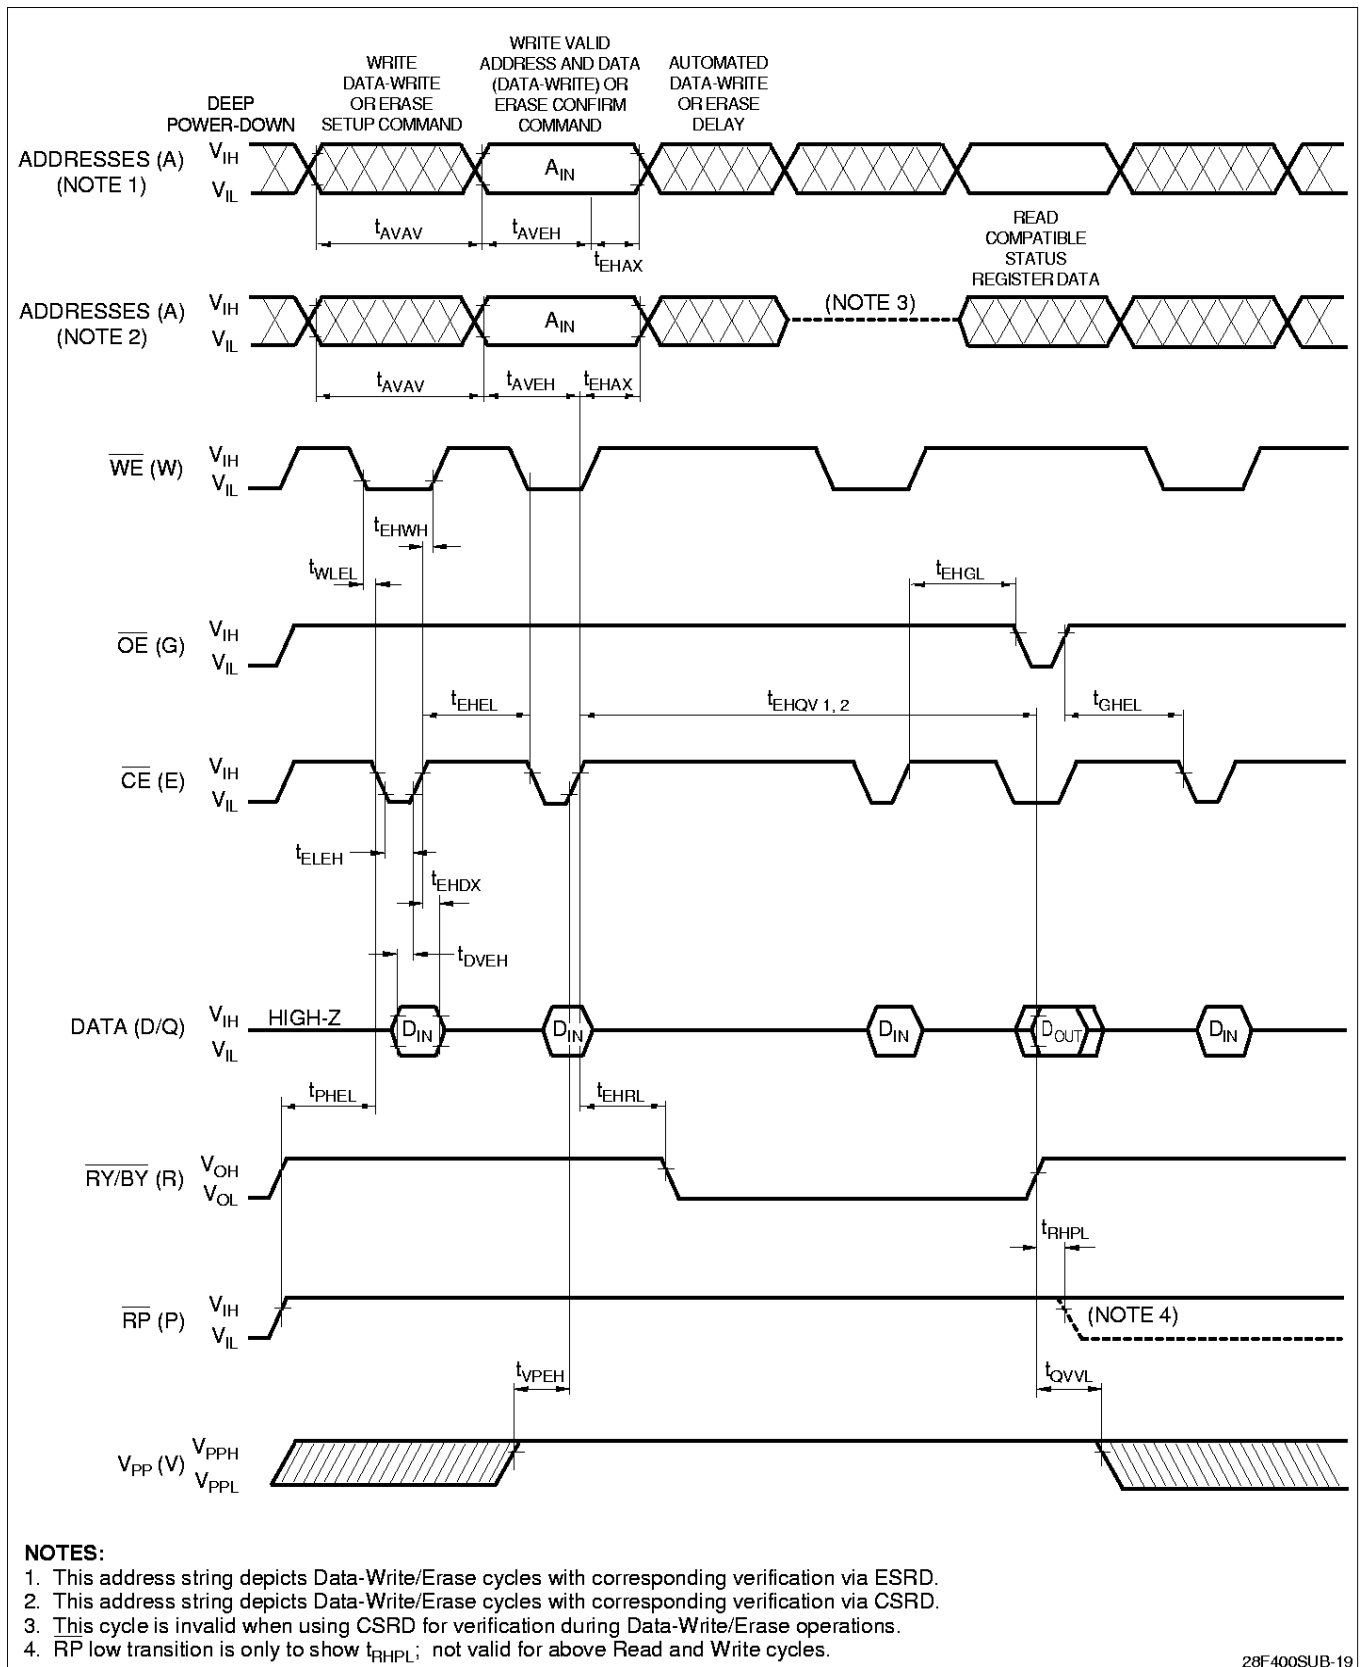 DEEP
POWER-DOWN
WRITE
DATA-WRITE
OR ERASE
SETUP COMMAND
WRITE VALID
ADDRESS AND DATA
(DATA-WRITE) OR
ERASE CONFIRM
COMMAND
AUTOMATED
DATA-WRITE
OR ERASE
DELAY
ADDRESSES (A)
(NOTE 1)
VIH
VIL
AIN
tAVAV
tAVEH
tEHAX
READ
COMPATIBLE
STATUS
REGISTER DATA
ADDRESSES (A)
(NOTE 2)
VIH
VIL
AIN
(NOTE 3)
tAVAV
tAVEH
tEHAX
WE (W)
VIH
VIL
tEHWH
tWLEL
tEHGL
OE (G)
VIH
VIL
tEHEL
tEHQV 1, 2
tGHEL
CE (E)
VIH
VIL
tELEH
tEHDX
tDVEH
DATA (D/Q)
VIH
VIL
HIGH-Z
DIN
DIN
DIN
DOUT
DIN
tPHEL
tEHRL
RY/BY (R)
VOH
VOL
tRHPL
RP (P)
VIH
VIL
(NOTE 4)
tVPEH
tQVVL
VPP (V)
VPPH
VPPL
NOTES:
1. This address string depicts Data-Write/Erase cycles with corresponding verification via ESRD.
2. This address string depicts Data-Write/Erase cycles with corresponding verification via CSRD.
3. This cycle is invalid when using CSRD for verification during Data-Write/Erase operations.
4. RP low transition is only to show tRHPL; not valid for above Read and Write cycles.
28F400SUB-19